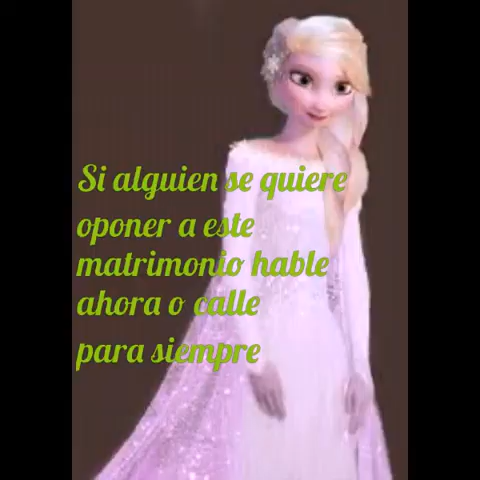 Si alguien se quiere
oponer a este
matrimonio hable
ahora o calle
para siempre